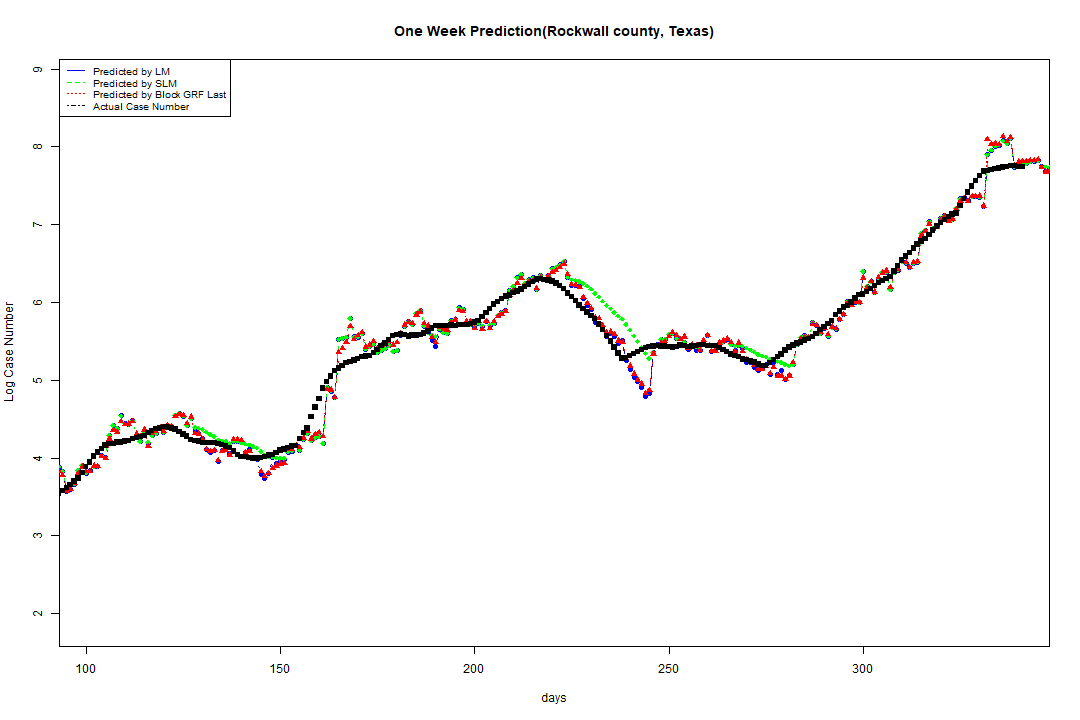 One Week Prediction(Rockwall county, Texas)
Predicted by LM
Predicted by SLM
Predicted by Block GRF Last
Actual Case Number
9
8
7
6
5
4
3
2
Log Case Number
100 150 200 250 300
days